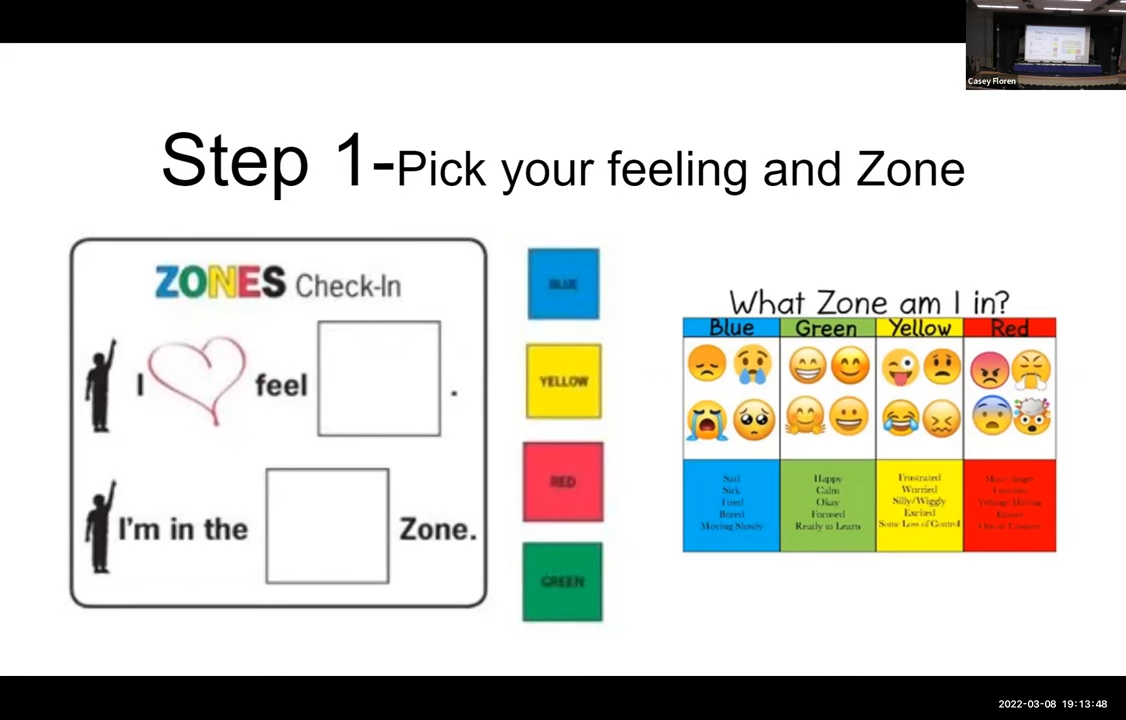 Casey Floren
Step 1-Pick your feeling and Zone
ZONES Check-In
I feel .
I'm in the Zone.
BLUE
YELLOW
RED
GREEN
What Zone am I in?
Blue Green Yellow Red
Sad
Sick
Tired
Bored
Moving Slowly
Happy
Calm
Okay
Focused
Ready to Learn
Frustrated
Worried
Silly/Wiggly
Excited
Some Loss of Control
2022-03-08 19:13:48